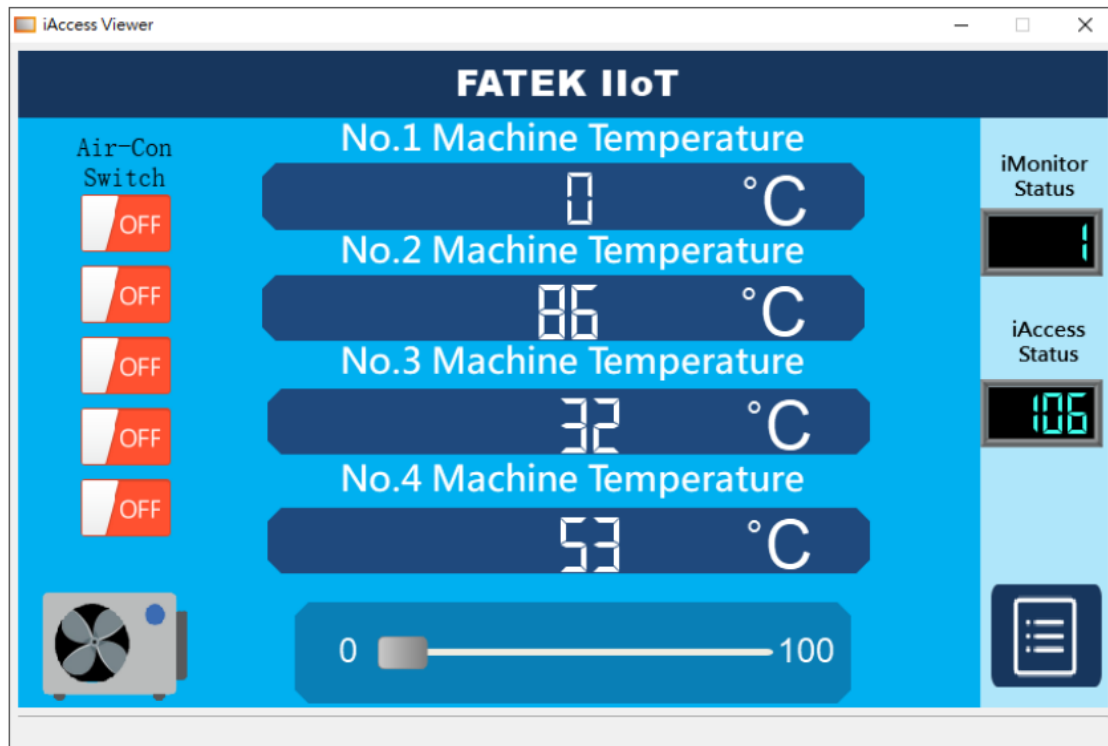 iAccess Viewer
FATEK IIoT
Air-Con
Switch
OFF
OFF
OFF
OFF
OFF
No.1 Machine Temperature
0 °C
No.2 Machine Temperature
86 °C
No.3 Machine Temperature
32 °C
No.4 Machine Temperature
53 °C
0 100
iMonitor
Status
1
iAccess
Status
106